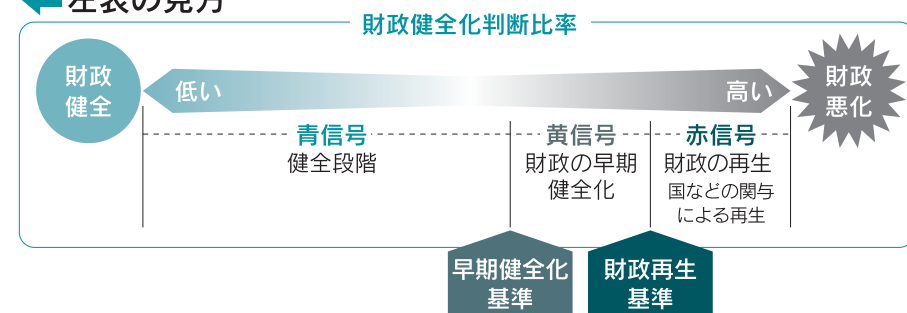 左表の見方
財政健全化判断比率
財政
健全
低い
高い
財政
悪化
青信号
健全段階
黄信号
財政の早期
健全化
赤信号
財政の再生
国などの関与
による再生
早期健全化
基準
財政再生
基準